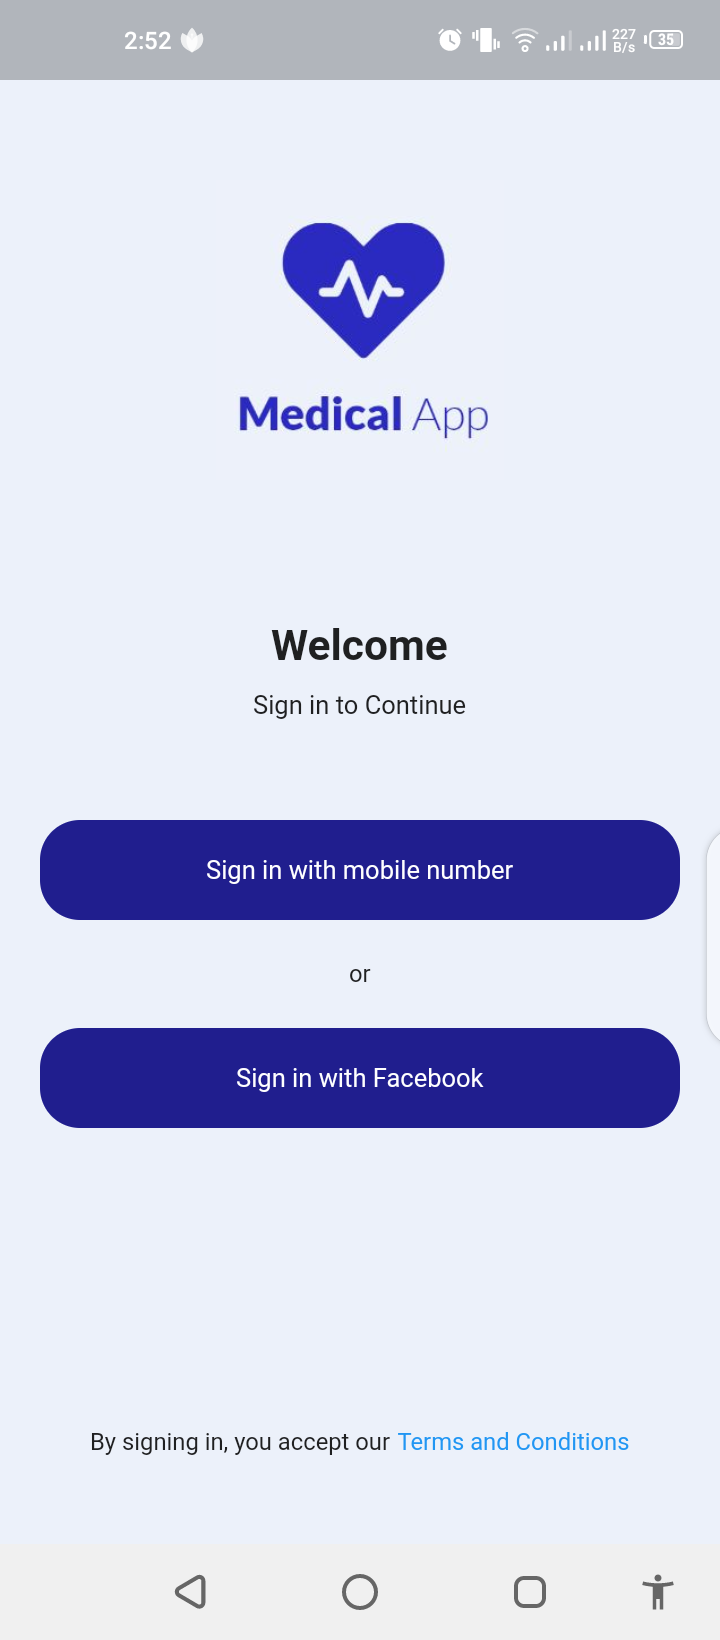 2:52
227
B/s
35
Medical App
Welcome
Sign in to Continue
Sign in with mobile number
or
Sign in with Facebook
By signing in, you accept our Terms and Conditions